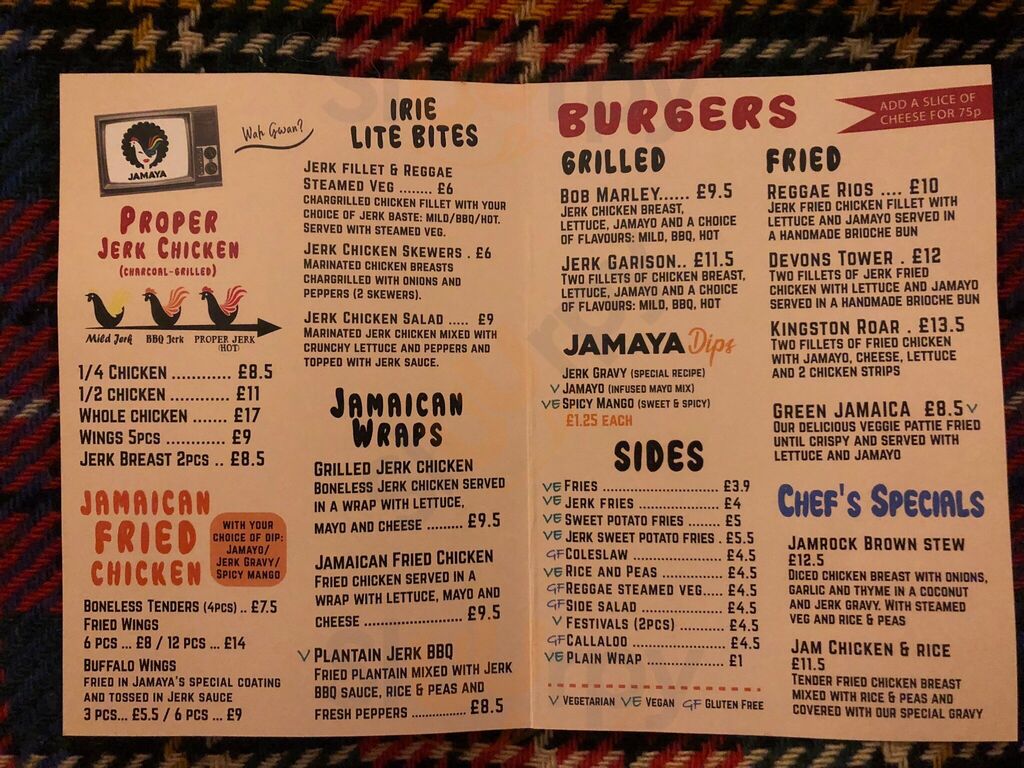 JAMAYA
Wah Gwan?
PROPER
JERK CHICKEN
(CHARCOAL-GRILLED)
Mild Jerk BBQ Jerk PROPER JERK
(HOT)
1/4 CHICKEN ............ £8.5
1/2 CHICKEN ............ £11
WHOLE CHICKEN ...... £17
WINGS 5PCS ............ £9
JERK BREAST 2PCS .. £8.5
JAMAICAN
FRIED
CHICKEN
WITH YOUR
CHOICE OF DIP:
JAMAYO/
JERK GRAVY/
SPICY MANGO
BONELESS TENDERS (4PCS) .. £7.5
FRIED WINGS
6 PCS ... £8 / 12 PCS ... £14
BUFFALO WINGS
FRIED IN JAMAYA'S SPECIAL COATING
AND TOSSED IN JERK SAUCE
3 PCS... £5.5 / 6 PCS ... £9
IRIE
LITE BITES
JERK FILLET & REGGAE
STEAMED VEG ........ £6
CHARGRILLED CHICKEN FILLET WITH YOUR
CHOICE OF JERK BASTE: MILD/BBQ/HOT.
SERVED WITH STEAMED VEG.
JERK CHICKEN SKEWERS . £6
MARINATED CHICKEN BREASTS
CHARGRILLED WITH ONIONS AND
PEPPERS (2 SKEWERS).
JERK CHICKEN SALAD ..... £9
MARINATED JERK CHICKEN MIXED WITH
CRUNCHY LETTUCE AND PEPPERS AND
TOPPED WITH JERK SAUCE.
JAMAICAN
WRAPS
GRILLED JERK CHICKEN
BONELESS JERK CHICKEN SERVED
IN A WRAP WITH LETTUCE,
MAYO AND CHEESE ......... £9.5
JAMAICAN FRIED CHICKEN
FRIED CHICKEN SERVED IN A
WRAP WITH LETTUCE, MAYO AND
CHEESE ......................... £9.5
V PLANTAIN JERK BBQ
FRIED PLANTAIN MIXED WITH JERK
BBQ SAUCE, RICE & PEAS AND
FRESH PEPPERS .............. £8.5
BURGERS
ADD A SLICE OF
CHEESE FOR 75p
GRILLED
BOB MARLEY...... £9.5
JERK CHICKEN BREAST,
LETTUCE, JAMAYO AND A CHOICE
OF FLAVOURS: MILD, BBQ, HOT
JERK GARISON.. £11.5
TWO FILLETS OF CHICKEN BREAST,
LETTUCE, JAMAYO AND A CHOICE
OF FLAVOURS: MILD, BBQ, HOT
JAMAYA Dips
JERK GRAVY (SPECIAL RECIPE)
V JAMAYO (INFUSED MAYO MIX)
VE SPICY MANGO (SWEET & SPICY)
£1.25 EACH
SIDES
VE FRIES ............................ £3.9
VE JERK FRIES ..................... £4
VE SWEET POTATO FRIES ... £5
VE JERK SWEET POTATO FRIES . £5.5
GF COLESLAW ..................... £4.5
VE RICE AND PEAS .............. £4.5
GF REGGAE STEAMED VEG..... £4.5
GF SIDE SALAD ................... £4.5
V FESTIVALS (2PCS) ............ £4.5
GF CALLALOO ..................... £4.5
VE PLAIN WRAP ................... £1
V VEGETARIAN VE VEGAN GF GLUTEN FREE
FRIED
REGGAE RIOS .... £10
JERK FRIED CHICKEN FILLET WITH
LETTUCE AND JAMAYO SERVED IN
A HANDMADE BRIOCHE BUN
DEVONS TOWER . £12
TWO FILLETS OF JERK FRIED
CHICKEN WITH LETTUCE AND JAMAYO
SERVED IN A HANDMADE BRIOCHE BUN
KINGSTON ROAR . £13.5
TWO FILLETS OF FRIED CHICKEN
WITH JAMAYO, CHEESE, LETTUCE
AND 2 CHICKEN STRIPS
GREEN JAMAICA £8.5 V
OUR DELICIOUS VEGGIE PATTIE FRIED
UNTIL CRISPY AND SERVED WITH
LETTUCE AND JAMAYO
CHEF'S SPECIALS
JAMROCK BROWN STEW
£12.5
DICED CHICKEN BREAST WITH ONIONS,
GARLIC AND THYME IN A COCONUT
AND JERK GRAVY. WITH STEAMED
VEG AND RICE & PEAS
JAM CHICKEN & RICE
£11.5
TENDER FRIED CHICKEN BREAST
MIXED WITH RICE & PEAS AND
COVERED WITH OUR SPECIAL GRAVY